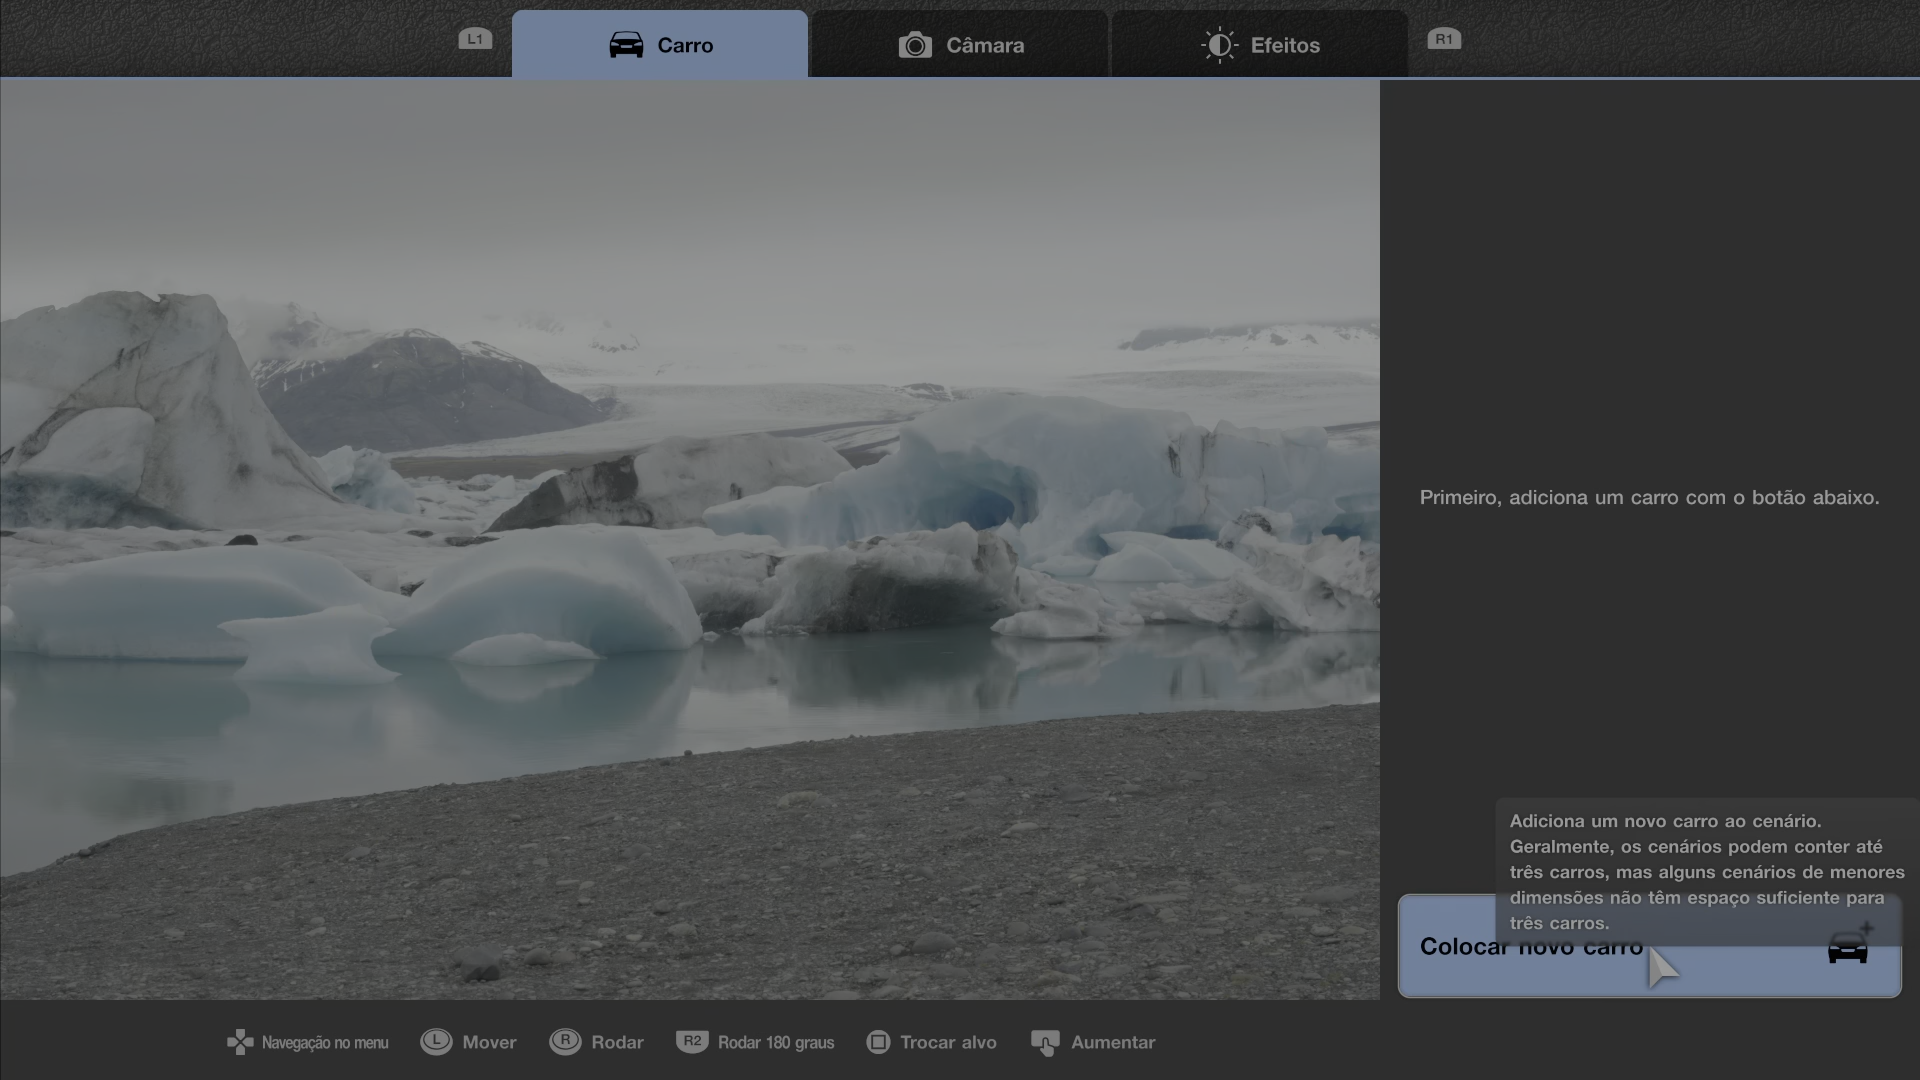 L1
Carro
Câmara
Efeitos
R1
Primeiro, adiciona um carro com o botão abaixo.
Adiciona um novo carro ao cenário.
Geralmente, os cenários podem conter até
três carros, mas alguns cenários de menores
dimensões não têm espaço suficiente para
três carros.
Colocar novo carro
Navegação no menu
L Mover
R Rodar
R2 Rodar 180 graus
Trocar alvo
Aumentar